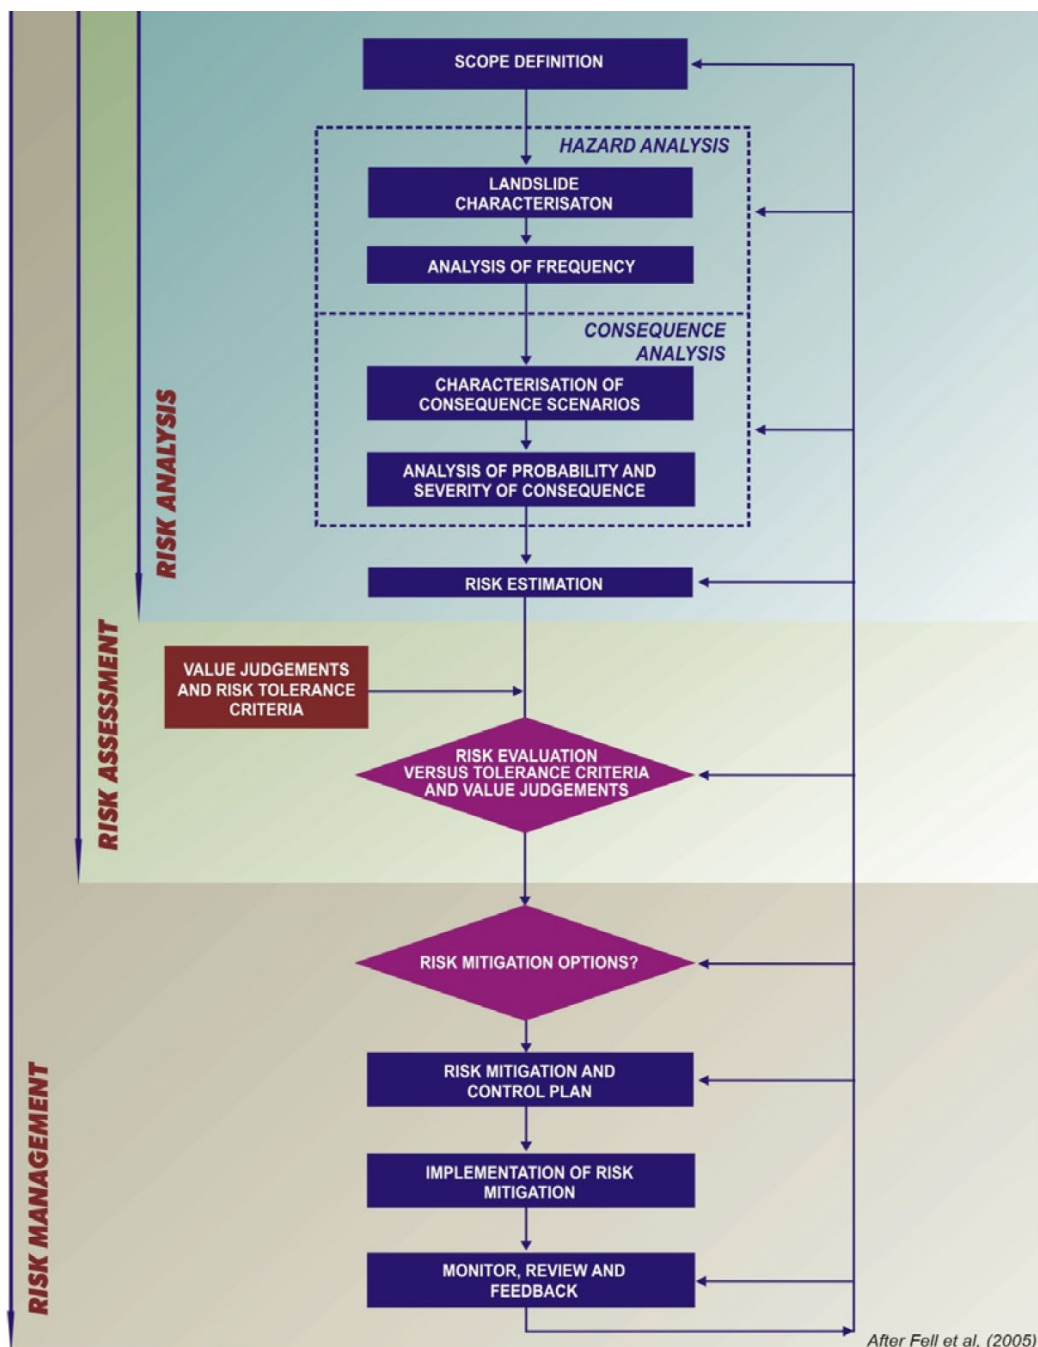 SCOPE DEFINITION
HAZARD ANALYSIS
LANDSLIDE
CHARACTERISATON
ANALYSIS OF FREQUENCY
CONSEQUENCE
ANALYSIS
CHARACTERISATION OF
CONSEQUENCE SCENARIOS
ANALYSIS OF PROBABILITY AND
SEVERITY OF CONSEQUENCE
RISK ESTIMATION
RISK ANALYSIS
VALUE JUDGEMENTS
AND RISK TOLERANCE
CRITERIA
RISK EVALUATION
VERSUS TOLERANCE CRITERIA
AND VALUE JUDGEMENTS
RISK ASSESSMENT
RISK MITIGATION OPTIONS?
RISK MITIGATION AND
CONTROL PLAN
IMPLEMENTATION OF RISK
MITIGATION
MONITOR, REVIEW AND
FEEDBACK
RISK MANAGEMENT
After Fell et al. (2005)